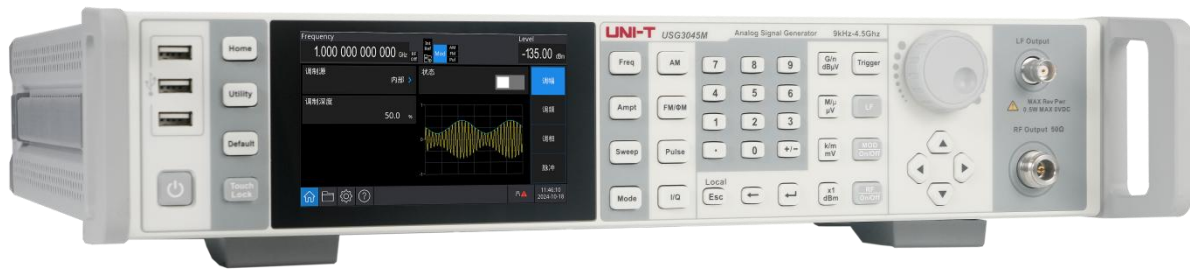 Home
Utility
Default
Touch
Lock
Frequency
1.000 000 000 000 GHz
Mod
Level
-135.00 dBm
调制源
内部
状态
调幅
调制深度
50.0 %
调频
调相
脉冲
11:46:10
2024-10-16
UNI-T USG3045M Analog Signal Generator 9kHz-4.5Ghz
Freq AM 7 8 9 G/n dBμV Trigger
Ampt FM/ΦM 4 5 6 M/μ μV LF
1 2 3
Sweep Pulse · 0 +/- k/m mV MOD On/Off
Local
Mode I/Q Esc x1 dBm RF On/Off
LF Output
MAX Rev Pwr
0.5W MAX 0VDC
RF Output 50Ω